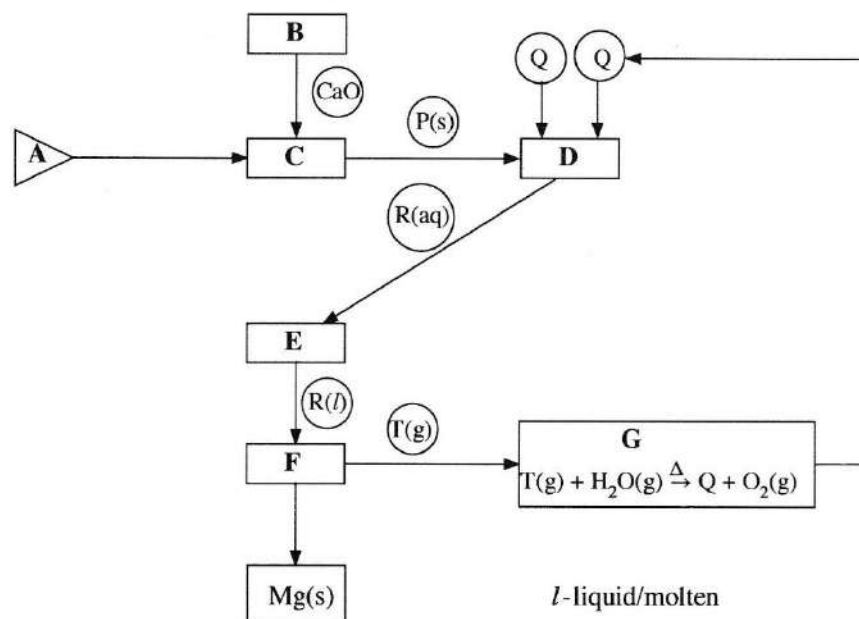 B
Q
Q
CaO
P(s)
A
C
D
R(aq)
E
R(l)
T(g)
G
F
T(g) + H₂O(g) →Δ Q + O₂(g)
Mg(s)
l-liquid/molten